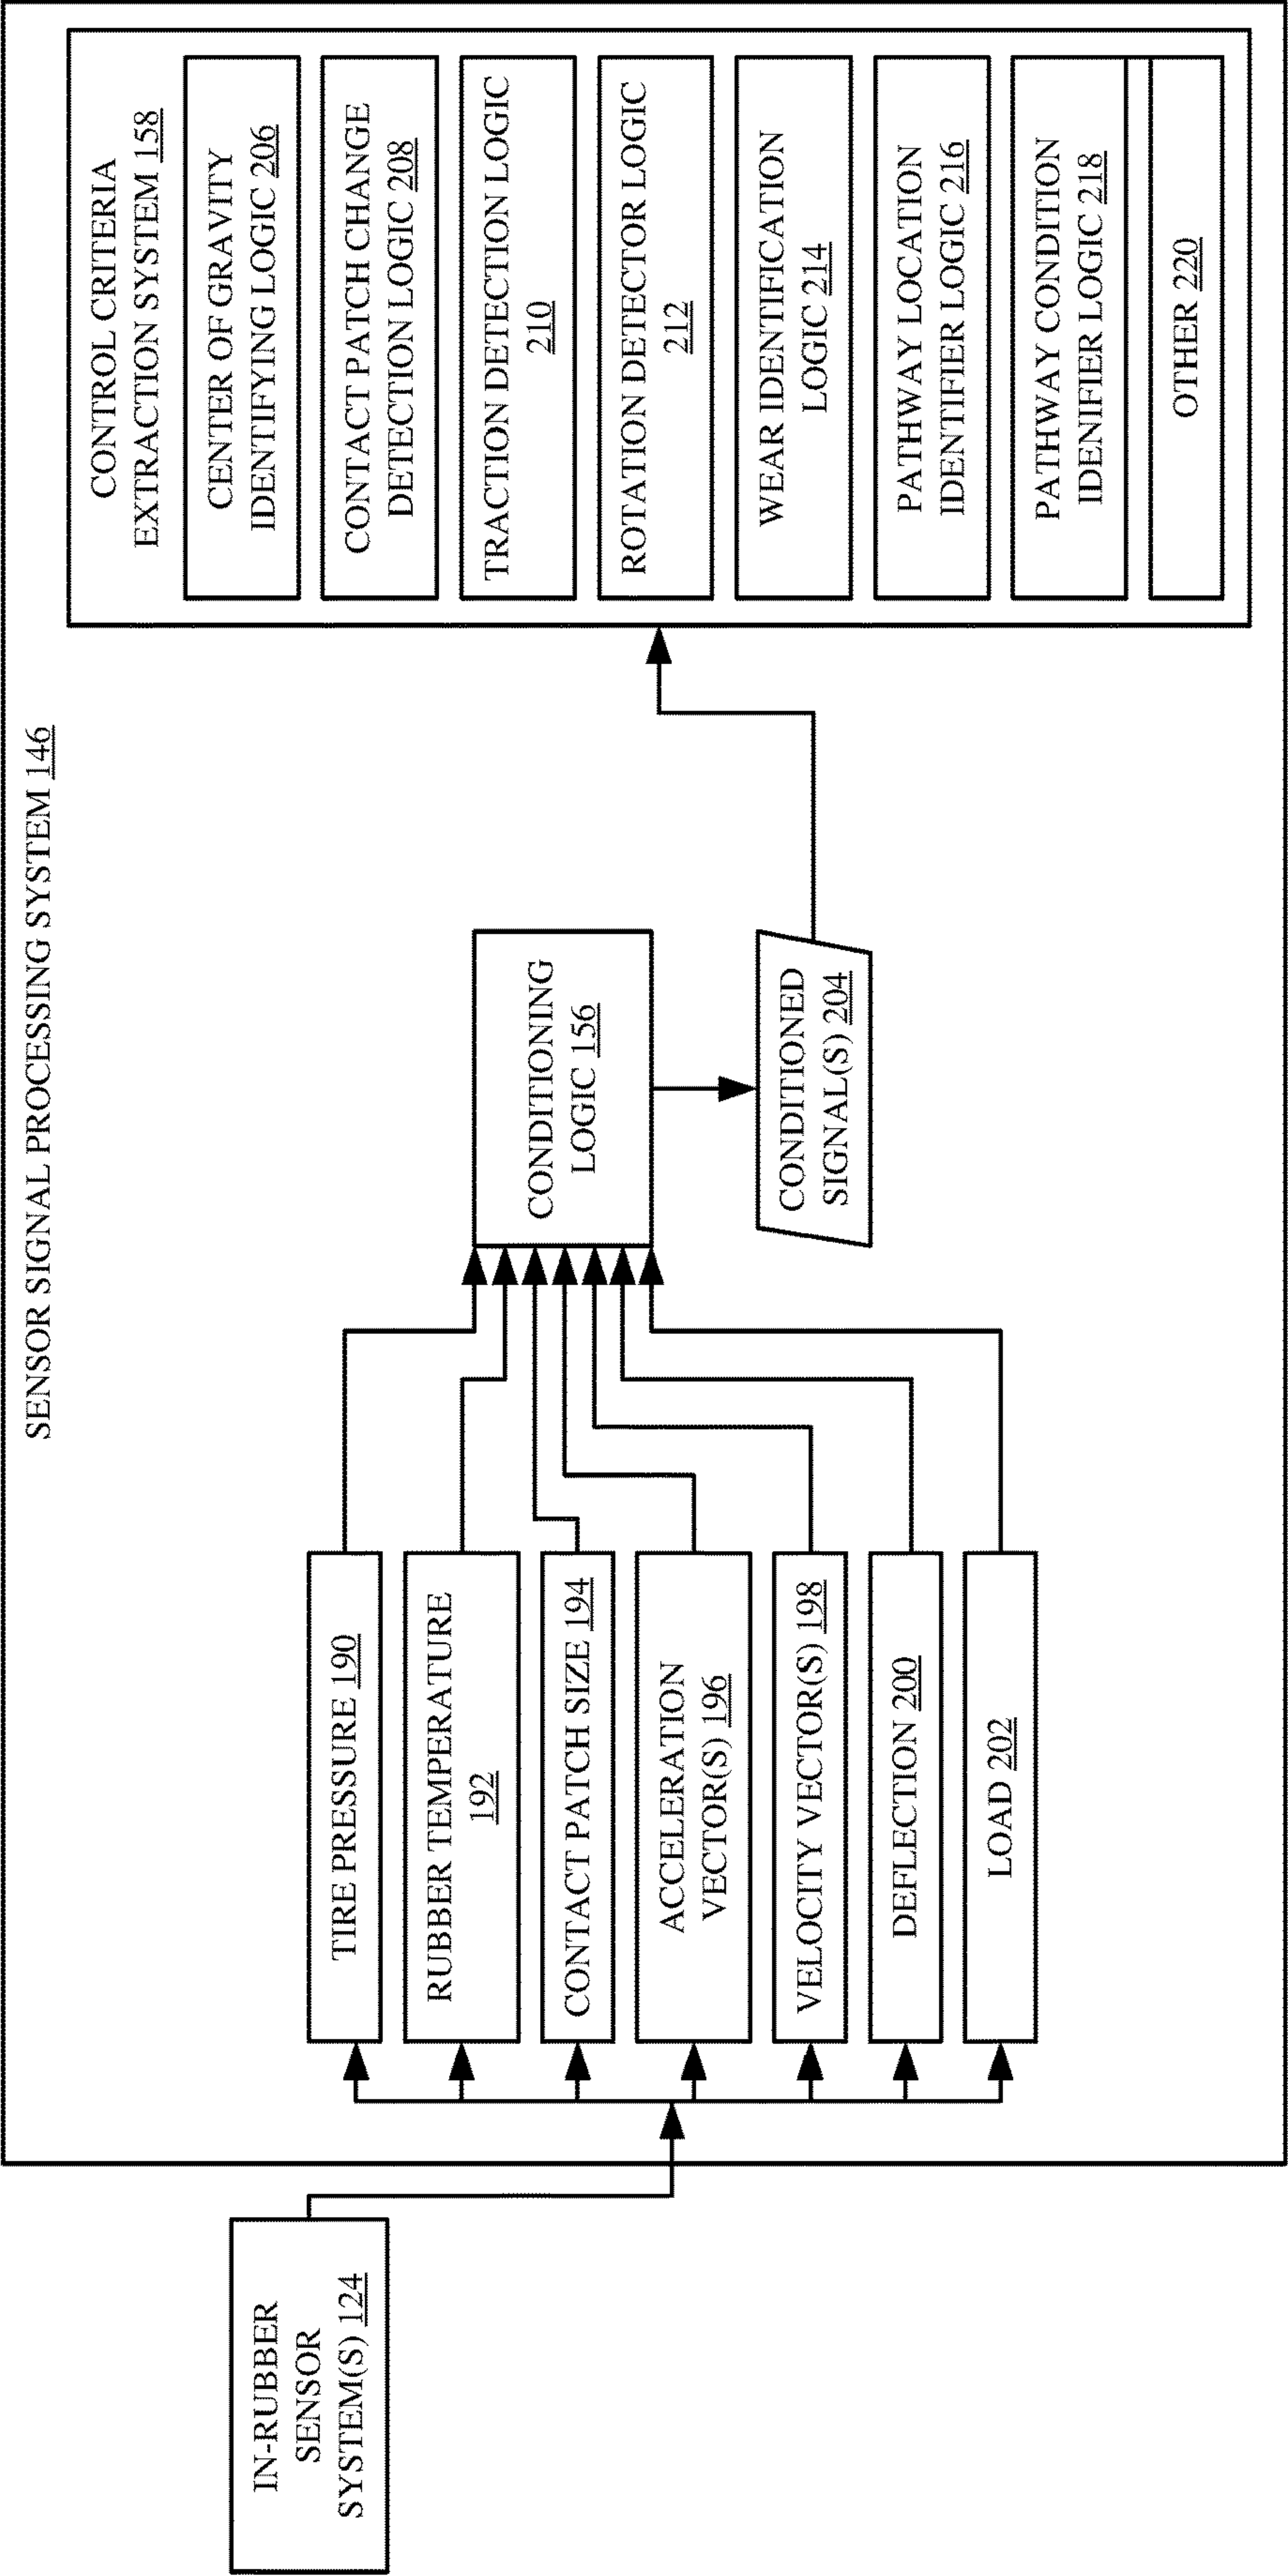 SENSOR SIGNAL PROCESSING SYSTEM 146
IN-RUBBER
SENSOR
SYSTEM(S) 124
TIRE PRESSURE 190
RUBBER TEMPERATURE
192
CONTACT PATCH SIZE 194
ACCELERATION
VECTOR(S) 196
VELOCITY VECTOR(S) 198
DEFLECTION 200
LOAD 202
CONDITIONING
LOGIC 156
CONDITIONED
SIGNAL(S) 204
CONTROL CRITERIA
EXTRACTION SYSTEM 158
CENTER OF GRAVITY
IDENTIFYING LOGIC 206
CONTACT PATCH CHANGE
DETECTION LOGIC 208
TRACTION DETECTION LOGIC
210
ROTATION DETECTOR LOGIC
212
WEAR IDENTIFICATION
LOGIC 214
PATHWAY LOCATION
IDENTIFIER LOGIC 216
PATHWAY CONDITION
IDENIFIER LOGIC 218
OTHER 220